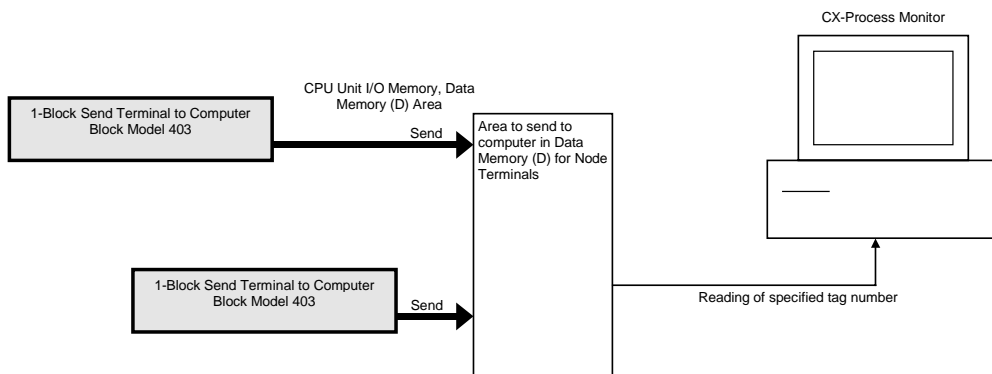 CX-Process Monitor
CPU Unit I/O Memory, Data
Memory (D) Area
1-Block Send Terminal to Computer
Block Model 403
Send
Area to send to
computer in Data
Memory (D) for Node
Terminals
1-Block Send Terminal to Computer
Block Model 403
Send
Reading of specified tag number